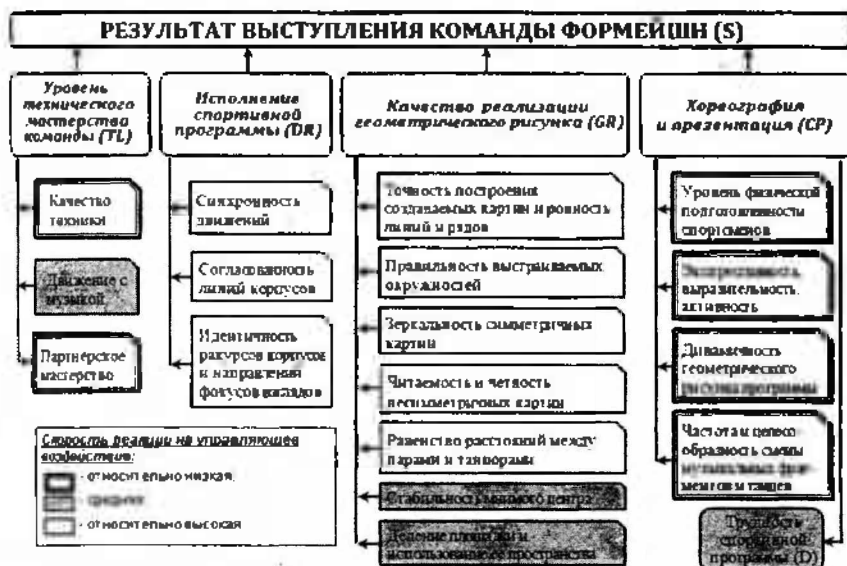 РЕЗУЛЬТАТ ВЫСТУПЛЕНИЯ КОМАНДЫ ФОРМЕЙШН (S)
Уровень
технического
мастерства
команды (TL)
Качество
техники
Движение с
музыкой
Партнерское
мастерство
Исполнение
спортивной
программы (DR)
Синхронность
движений
Согласованность
линий корпусов
Идентичность
ракурсов корпусов
и направления
фокусов взглядов
Качество реализации
геометрического рисунка (GR)
Точность построения
создаваемых картин и ровность
линий и рядов
Правильность выстраиваемых
окружностей
Зеркальность симметричных
картин
Читаемость и четкость
несимметричных картин
Равенство расстояний между
парами и танцорами
Стабильность мнимого центра
Деление площадки и
использование ее пространства
Хореография
и презентация (CP)
Уровень физической
подготовленности
спортсменов
Экспрессивность,
выразительность,
активность
Динамичность
геометрического
рисунка программы
Частота и целесо-
образность смены
музыкальных фраг-
ментов и танцев
Трудность
спортивной
программы (D)
Скорость реакции на управляющее
воздействие:
- относительно низкая
- средняя
- относительно высокая